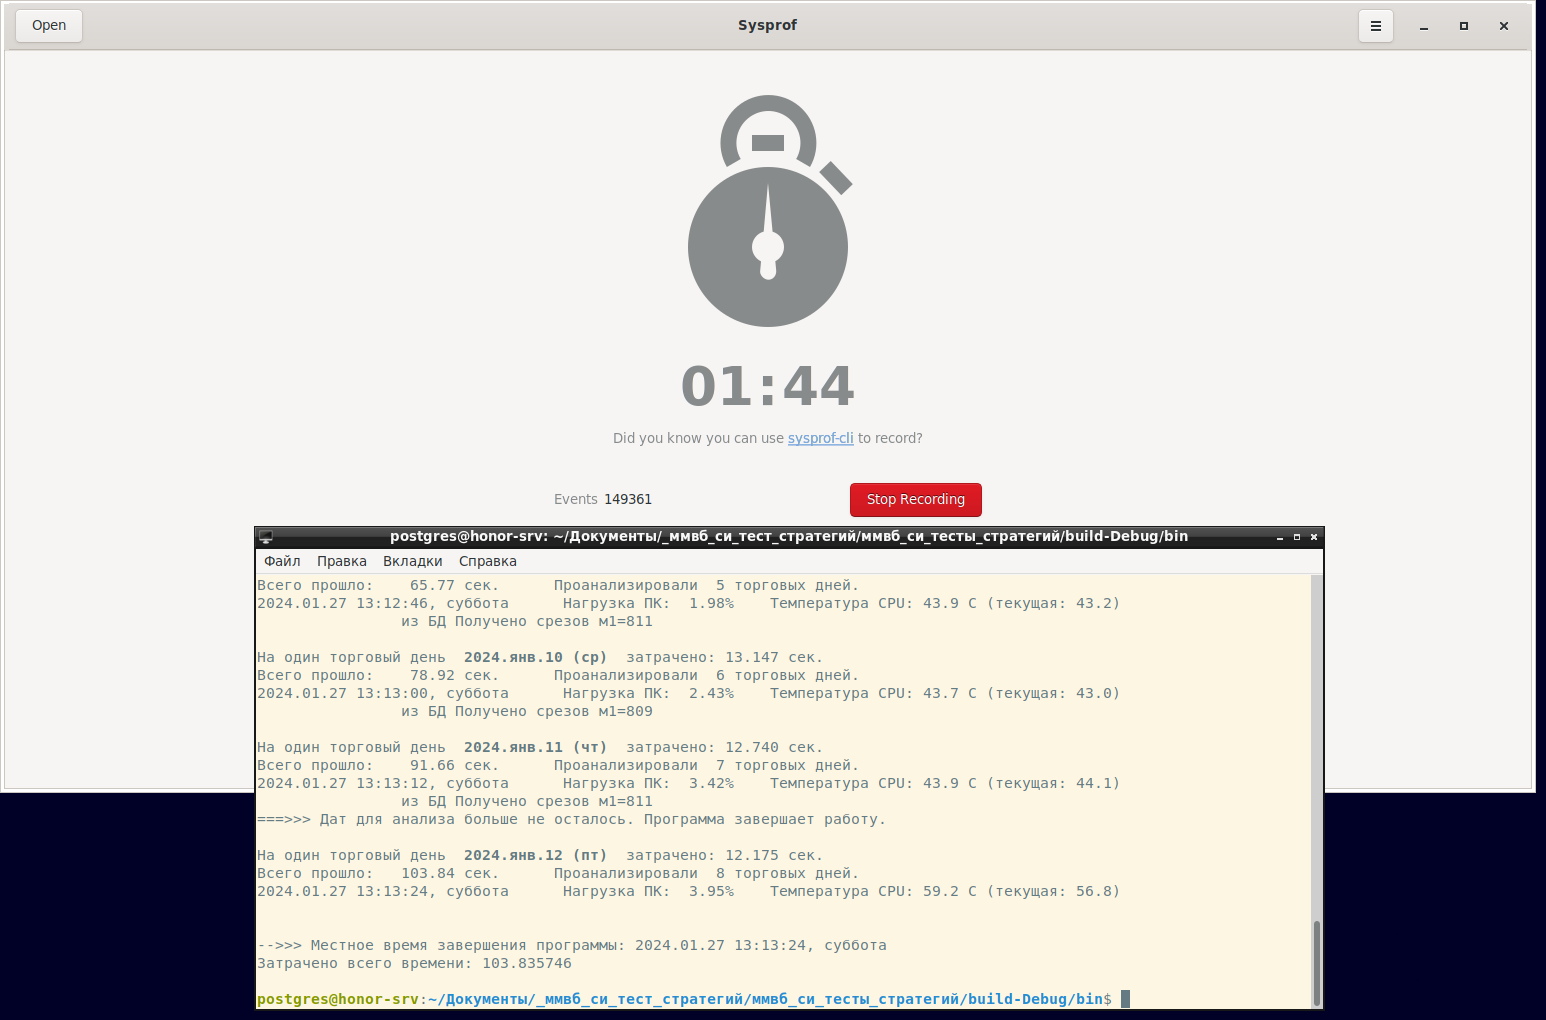 Open
Sysprof
01:44
Did you know you can use sysprof-cli to record?
Events 149361
Stop Recording
postgres@honor-srv: ~/Документы/_ммвб_си_тест_стратегий/ммвб_си_тесты_стратегий/build-Debug/bin
Файл Правка Вкладки Справка
Всего прошло: 65.77 сек. Проанализировали 5 торговых дней.
2024.01.27 13:12:46, суббота Нагрузка ПК: 1.98% Температура CPU: 43.9 C (текущая: 43.2)
из БД Получено срезов м1=811
На один торговый день 2024.янв.10 (ср) затрачено: 13.147 сек.
Всего прошло: 78.92 сек. Проанализировали 6 торговых дней.
2024.01.27 13:13:00, суббота Нагрузка ПК: 2.43% Температура CPU: 43.7 C (текущая: 43.0)
из БД Получено срезов м1=809
На один торговый день 2024.янв.11 (чт) затрачено: 12.740 сек.
Всего прошло: 91.66 сек. Проанализировали 7 торговых дней.
2024.01.27 13:13:12, суббота Нагрузка ПК: 3.42% Температура CPU: 43.9 C (текущая: 44.1)
из БД Получено срезов м1=811
===>>> Дат для анализа больше не осталось. Программа завершает работу.
На один торговый день 2024.янв.12 (пт) затрачено: 12.175 сек.
Всего прошло: 103.84 сек. Проанализировали 8 торговых дней.
2024.01.27 13:13:24, суббота Нагрузка ПК: 3.95% Температура CPU: 59.2 C (текущая: 56.8)
-->>> Местное время завершения программы: 2024.01.27 13:13:24, суббота
Затрачено всего времени: 103.835746
postgres@honor-srv:~/Документы/_ммвб_си_тест_стратегий/ммвб_си_тесты_стратегий/build-Debug/bin$